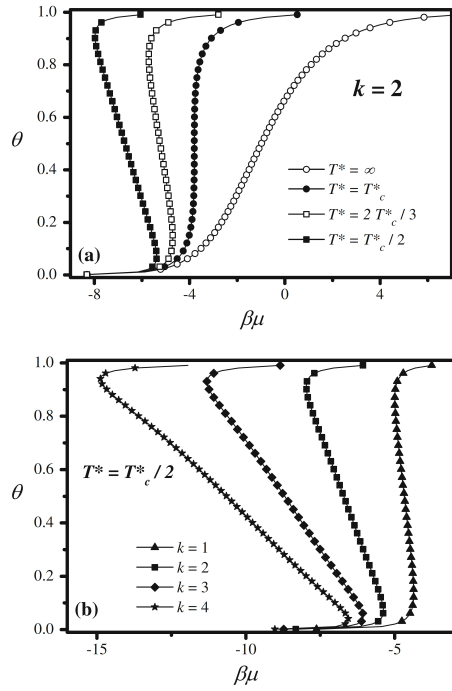 1.0
0.8
0.6
0.4
0.2
0.0
θ
k = 2
T* = ∞
T* = T*c
T* = 2 T*c / 3
T* = T*c / 2
(a)
-8 -4 0 4
βμ
1.0
0.8
0.6
0.4
0.2
0.0
θ
T* = T*c / 2
k = 1
k = 2
k = 3
k = 4
(b)
-15 -10 -5
βμ